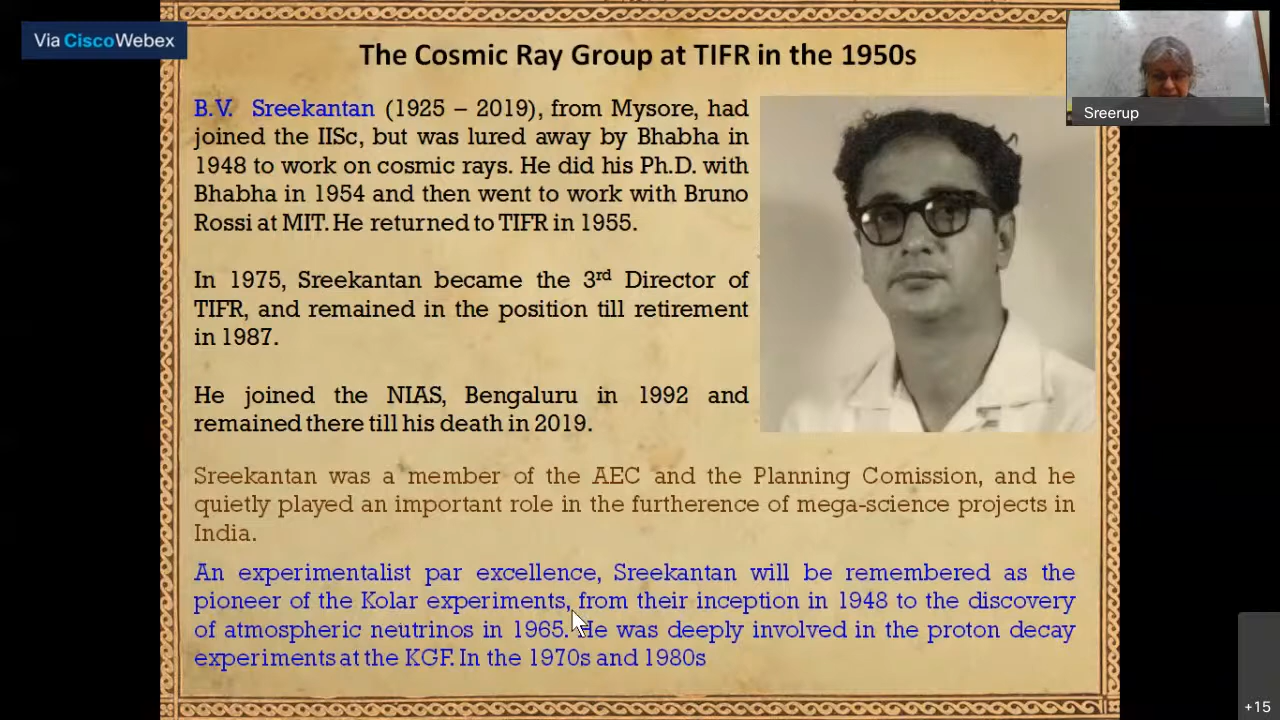 Via CiscoWebex
The Cosmic Ray Group at TIFR in the 1950s
Sreerup
B.V. Sreekantan (1925 – 2019), from Mysore, had
joined the IISc, but was lured away by Bhabha in
1948 to work on cosmic rays. He did his Ph.D. with
Bhabha in 1954 and then went to work with Bruno
Rossi at MIT. He returned to TIFR in 1955.
In 1975, Sreekantan became the 3rd Director of
TIFR, and remained in the position till retirement
in 1987.
He joined the NIAS, Bengaluru in 1992 and
remained there till his death in 2019.
Sreekantan was a member of the AEC and the Planning Comission, and he
quietly played an important role in the furtherence of mega-science projects in
India.
An experimentalist par excellence, Sreekantan will be remembered as the
pioneer of the Kolar experiments, from their inception in 1948 to the discovery
of atmospheric neutrinos in 1965. He was deeply involved in the proton decay
experiments at the KGF. In the 1970s and 1980s
+15